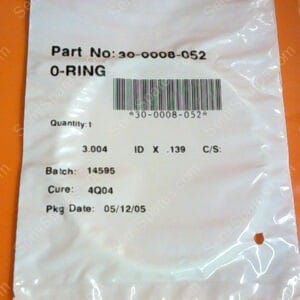 Part No: 30-0008-052
O-RING
*30-0008-052*
Quantity: 1
3.004 ID X .139 C/S:
Batch: 14595
Cure: 4Q04
Pkg Date: 05/12/05